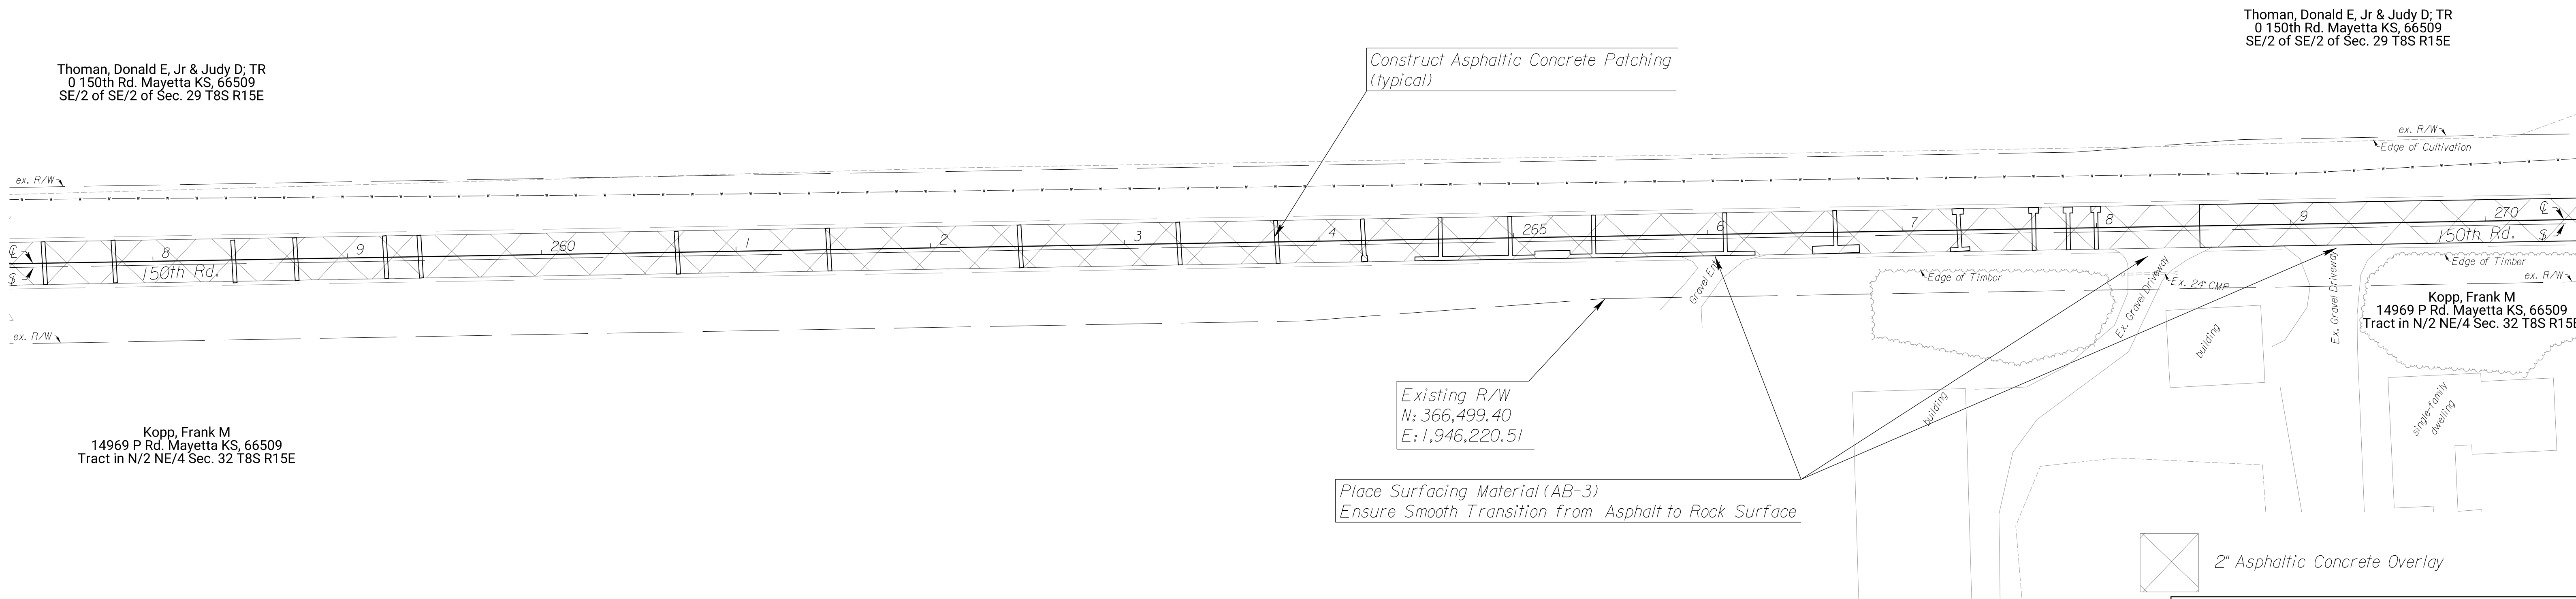 Thoman, Donald E, Jr & Judy D; TR
0 150th Rd. Mayetta KS, 66509
SE/2 of SE/2 of Sec. 29 T8S R15E
Thoman, Donald E, Jr & Judy D; TR
0 150th Rd. Mayetta KS, 66509
SE/2 of SE/2 of Sec. 29 T8S R15E
Construct Asphaltic Concrete Patching
(typical)
ex. R/W
ex. R/W
Edge of Cultivation
8
9
260
1
2
3
4
265
6
7
8
9
270
150th Rd.
150th Rd.
ex. R/W
Gravel Ent.
Edge of Timber
Ex. 24" CMP
Ex. Gravel Driveway
Ex. Gravel Driveway
Edge of Timber
ex. R/W
Existing R/W
N: 366,499.40
E: 1,946,220.51
building
building
single-family
dwelling
Kopp, Frank M
14969 P Rd. Mayetta KS, 66509
Tract in N/2 NE/4 Sec. 32 T8S R15E
Kopp, Frank M
14969 P Rd. Mayetta KS, 66509
Tract in N/2 NE/4 Sec. 32 T8S R15E
Place Surfacing Material (AB-3)
Ensure Smooth Transition from Asphalt to Rock Surface
2" Asphaltic Concrete Overlay